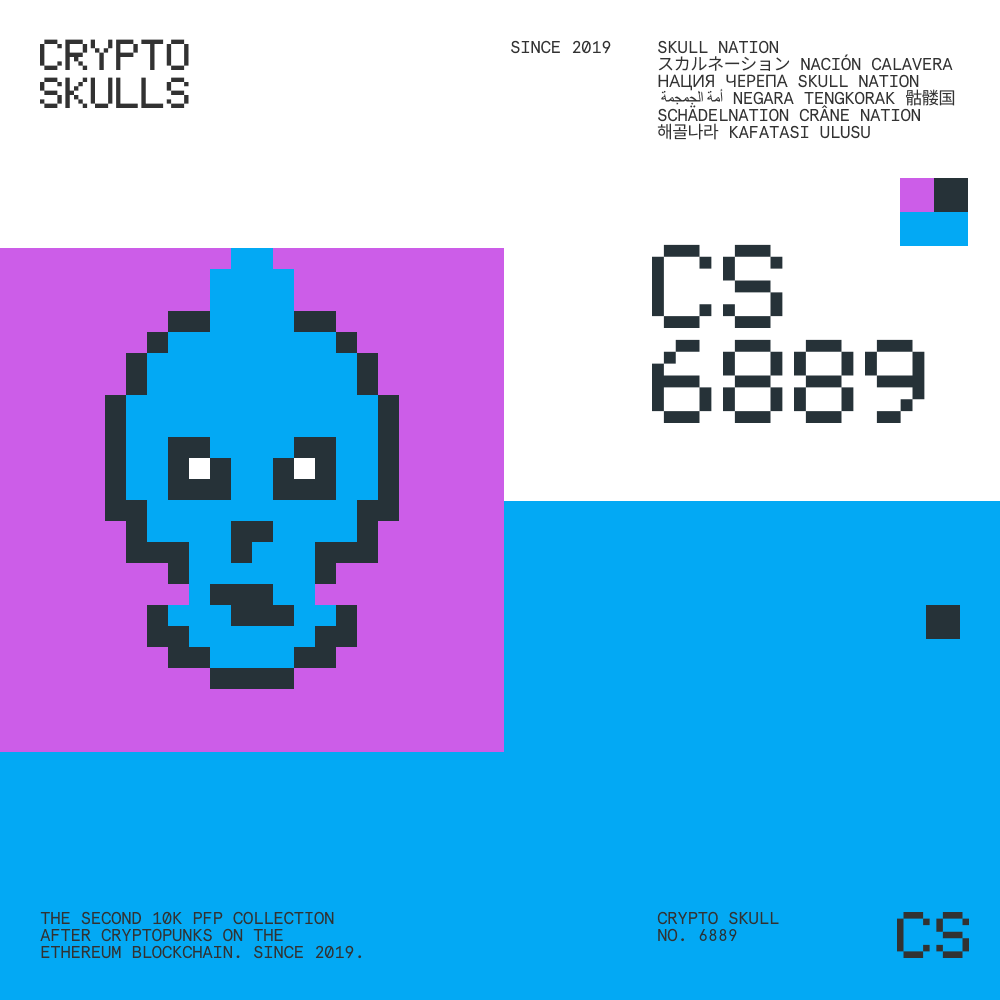 CRYPTO
SKULLS
SINCE 2019
SKULL NATION
スカルネーション NACIÓN CALAVERA
НАЦИЯ ЧЕРЕПА SKULL NATION
أمة الجمجمة NEGARA TENGKORAK 骷髅国
SCHÄDELNATION CRÂNE NATION
해골나라 KAFATASI ULUSU
CS
6889
THE SECOND 10K PFP COLLECTION
AFTER CRYPTOPUNKS ON THE
ETHEREUM BLOCKCHAIN. SINCE 2019.
CRYPTO SKULL
NO. 6889
CS